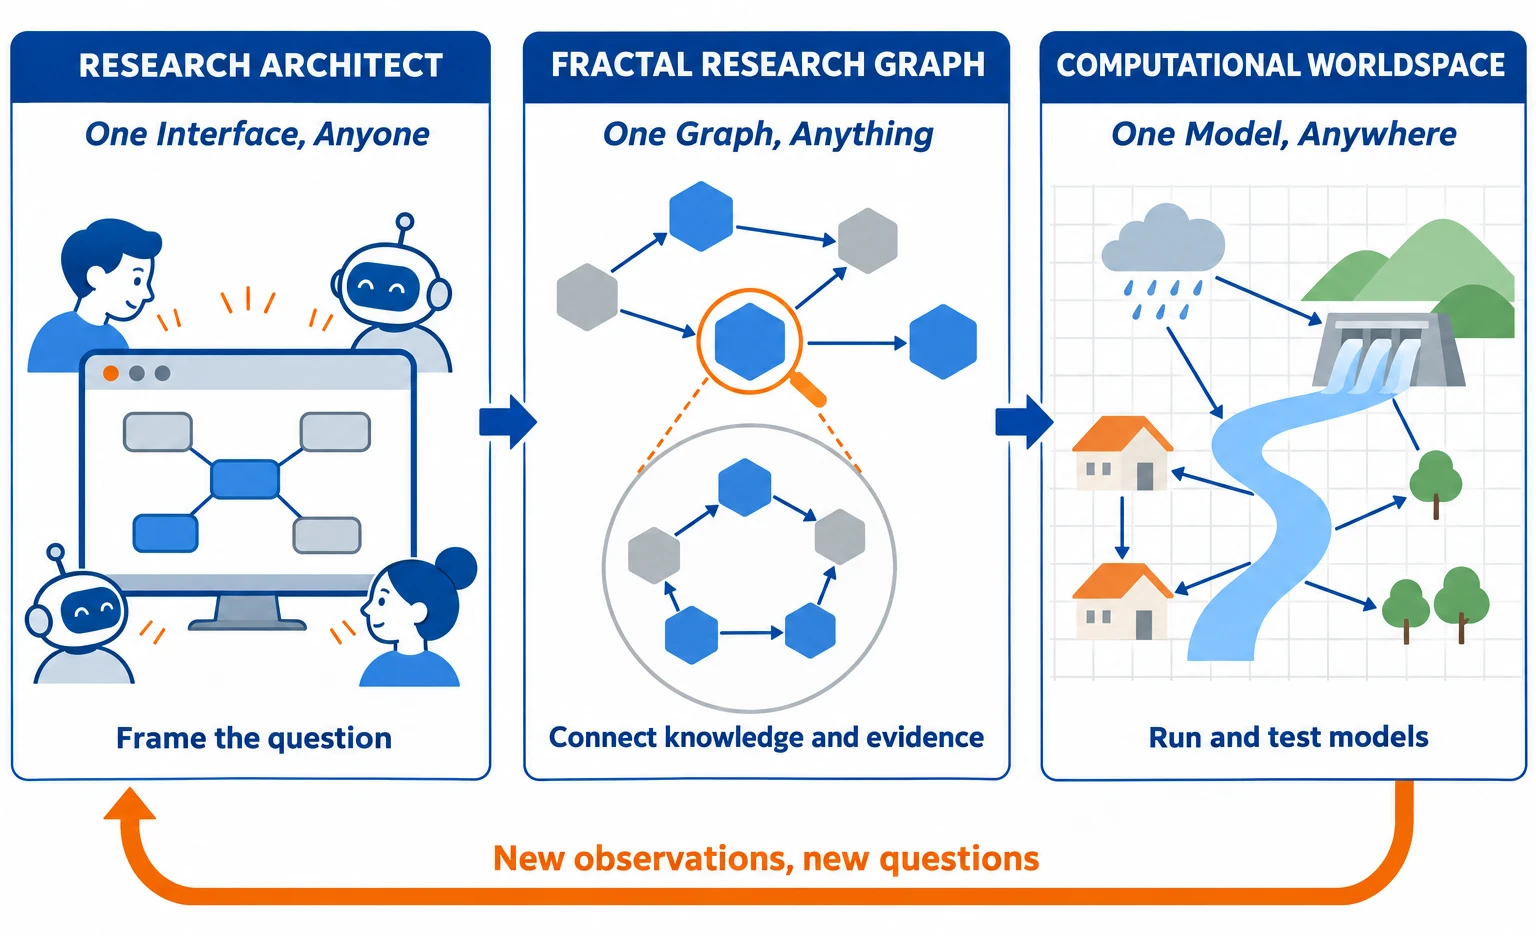 RESEARCH ARCHITECT
One Interface, Anyone
Frame the question
FRACTAL RESEARCH GRAPH
One Graph, Anything
Connect knowledge and evidence
COMPUTATIONAL WORLDSPACE
One Model, Anywhere
Run and test models
New observations, new questions